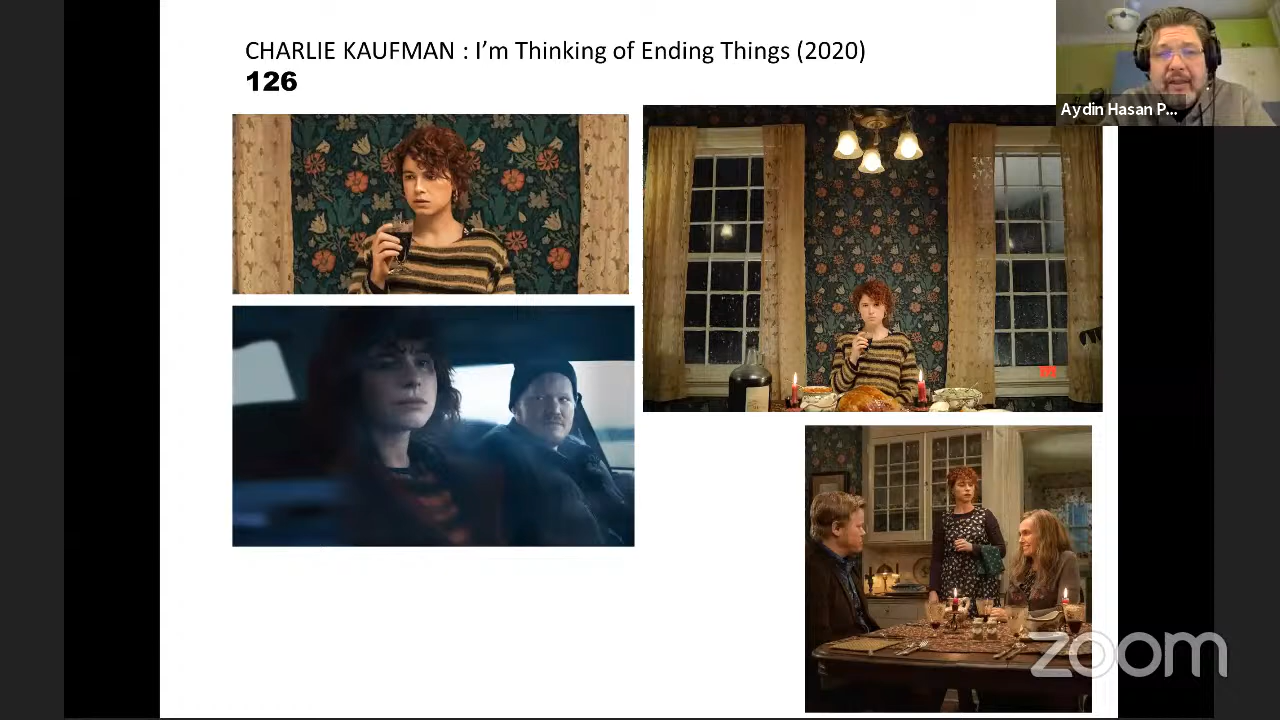 CHARLIE KAUFMAN : I’m Thinking of Ending Things (2020)
126
Aydin Hasan P...
zoom